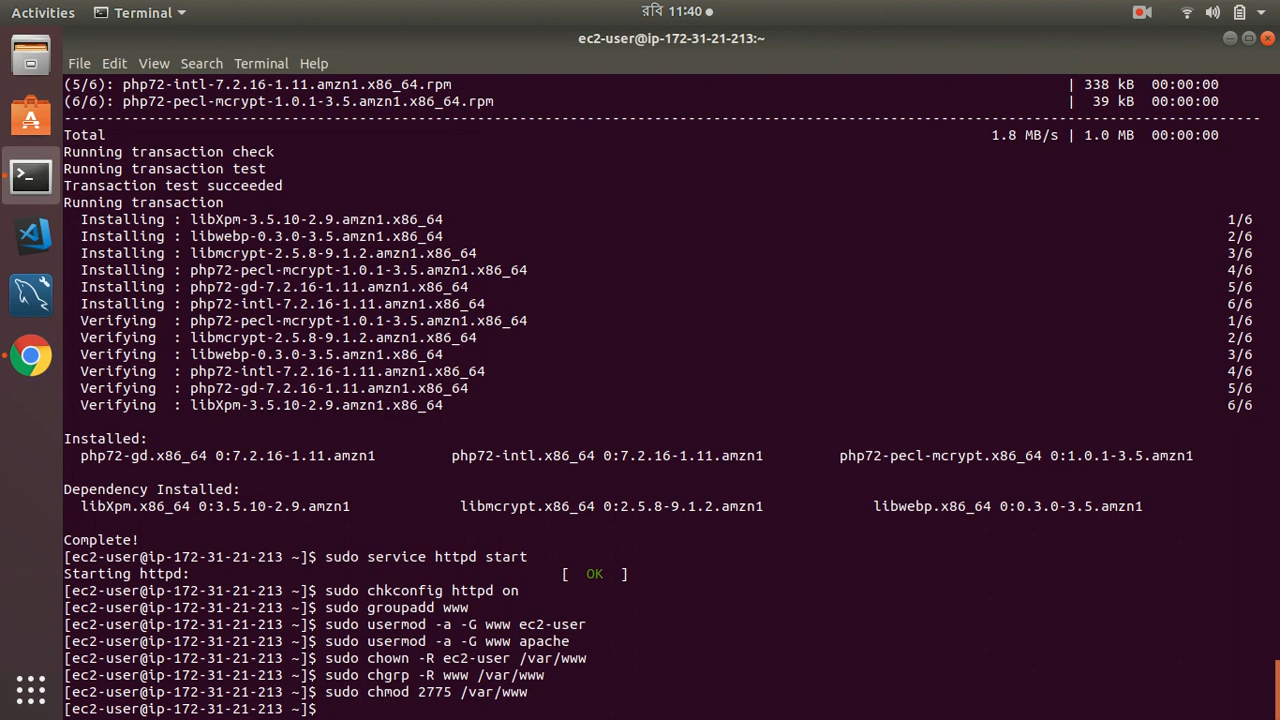 Activities Terminal রবি 11:40
ec2-user@ip-172-31-21-213:~
File Edit View Search Terminal Help
(5/6): php72-intl-7.2.16-1.11.amzn1.x86_64.rpm | 338 kB 00:00:00
(6/6): php72-pecl-mcrypt-1.0.1-3.5.amzn1.x86_64.rpm | 39 kB 00:00:00
--------------------------------------------------------------------------------
Total 1.8 MB/s | 1.0 MB 00:00:00
Running transaction check
Running transaction test
Transaction test succeeded
Running transaction
Installing : libXpm-3.5.10-2.9.amzn1.x86_64 1/6
Installing : libwebp-0.3.0-3.5.amzn1.x86_64 2/6
Installing : libmcrypt-2.5.8-9.1.2.amzn1.x86_64 3/6
Installing : php72-pecl-mcrypt-1.0.1-3.5.amzn1.x86_64 4/6
Installing : php72-gd-7.2.16-1.11.amzn1.x86_64 5/6
Installing : php72-intl-7.2.16-1.11.amzn1.x86_64 6/6
Verifying : php72-pecl-mcrypt-1.0.1-3.5.amzn1.x86_64 1/6
Verifying : libmcrypt-2.5.8-9.1.2.amzn1.x86_64 2/6
Verifying : libwebp-0.3.0-3.5.amzn1.x86_64 3/6
Verifying : php72-intl-7.2.16-1.11.amzn1.x86_64 4/6
Verifying : php72-gd-7.2.16-1.11.amzn1.x86_64 5/6
Verifying : libXpm-3.5.10-2.9.amzn1.x86_64 6/6
Installed:
php72-gd.x86_64 0:7.2.16-1.11.amzn1 php72-intl.x86_64 0:7.2.16-1.11.amzn1 php72-pecl-mcrypt.x86_64 0:1.0.1-3.5.amzn1
Dependency Installed:
libXpm.x86_64 0:3.5.10-2.9.amzn1 libmcrypt.x86_64 0:2.5.8-9.1.2.amzn1 libwebp.x86_64 0:0.3.0-3.5.amzn1
Complete!
[ec2-user@ip-172-31-21-213 ~]$ sudo service httpd start
Starting httpd: [ OK ]
[ec2-user@ip-172-31-21-213 ~]$ sudo chkconfig httpd on
[ec2-user@ip-172-31-21-213 ~]$ sudo groupadd www
[ec2-user@ip-172-31-21-213 ~]$ sudo usermod -a -G www ec2-user
[ec2-user@ip-172-31-21-213 ~]$ sudo usermod -a -G www apache
[ec2-user@ip-172-31-21-213 ~]$ sudo chown -R ec2-user /var/www
[ec2-user@ip-172-31-21-213 ~]$ sudo chgrp -R www /var/www
[ec2-user@ip-172-31-21-213 ~]$ sudo chmod 2775 /var/www
[ec2-user@ip-172-31-21-213 ~]$